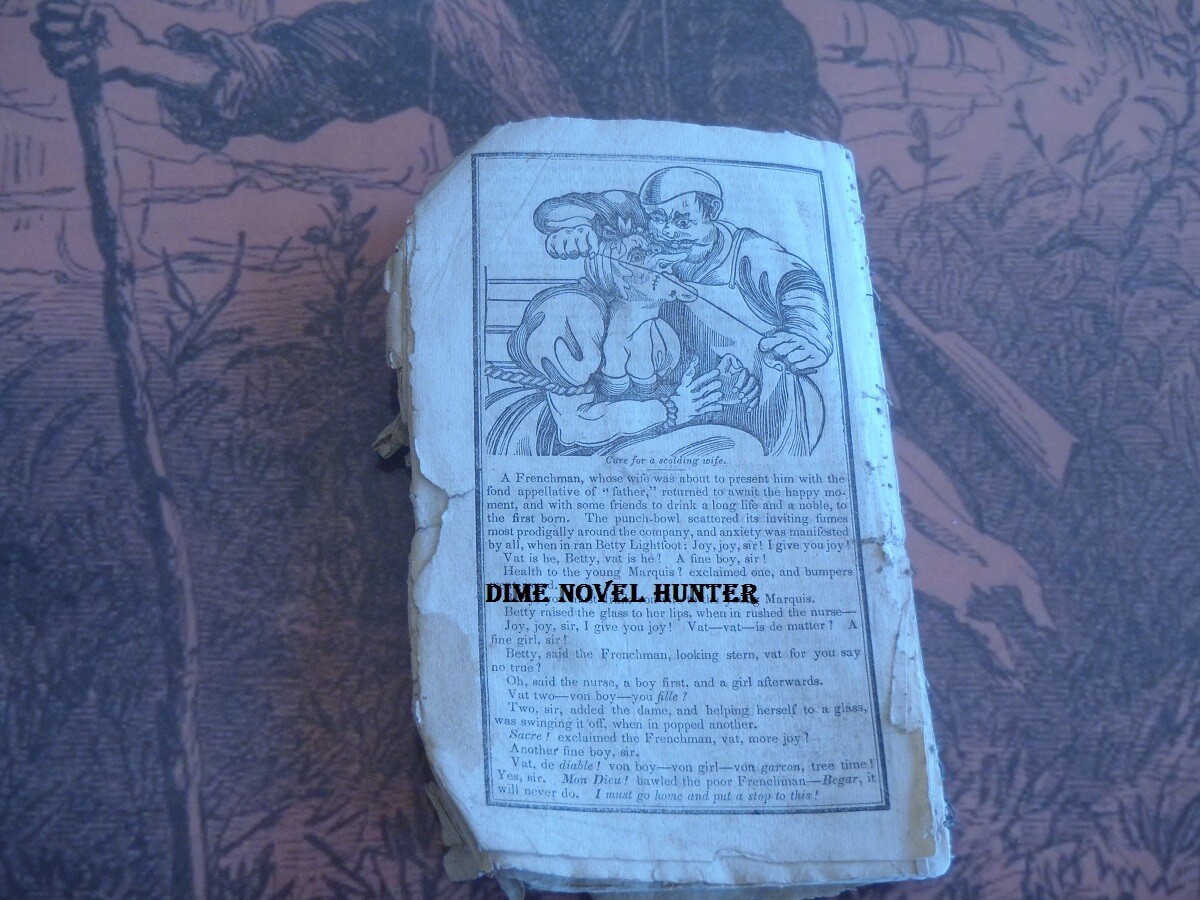 Cure for a scolding wife.
A Frenchman, whose wife was about to present him with the
fond appellative of " father," returned to await the happy mo-
ment, and with some friends to drink a long life and a noble, to
the first born. The punch-bowl scattered its inviting fumes
most prodigally around the company, and anxiety was manifested
by all, when in ran Betty Lightfoot: Joy, joy, sir! I give you joy!
Vat is he, Betty, vat is he? A fine boy, sir!
Health to the young Marquis? exclaimed one, and bumpers
DIME NOVEL HUNTER
Marquis.
Betty raised the glass to her lips, when in rushed the nurse—
Joy, joy, sir, I give you joy! Vat—vat—is de matter? A
fine girl, sir!
Betty, said the Frenchman, looking stern, vat for you say
no true?
Oh, said the nurse, a boy first, and a girl afterwards.
Vat two—von boy—you fille?
Two, sir, added the dame, and helping herself to a glass,
was swinging it off, when in popped another.
Sacre! exclaimed the Frenchman, vat, more joy?
Another fine boy, sir.
Vat, de diable! von boy—von girl—von garcon, tree time!
Yes, sir. Mon Dieu! bawled the poor Frenchman—Begar, it
will never do. I must go home and put a stop to this!